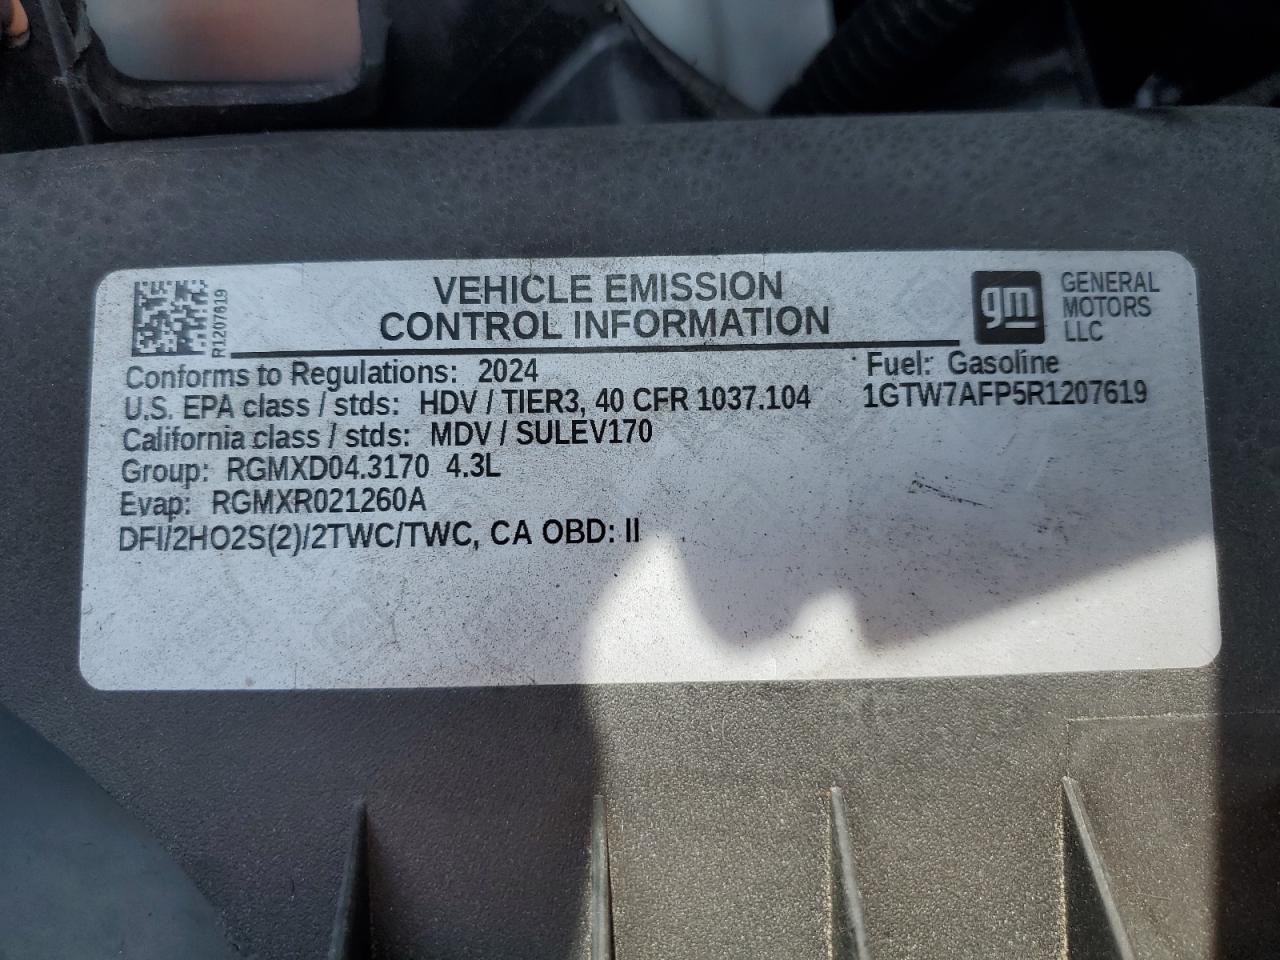 R1207619
VEHICLE EMISSION
CONTROL INFORMATION
gm
GENERAL
MOTORS
LLC
Conforms to Regulations: 2024
Fuel: Gasoline
U.S. EPA class / stds: HDV / TIER3, 40 CFR 1037.104
1GTW7AFP5R1207619
California class / stds: MDV / SULEV170
Group: RGMXD04.3170 4.3L
Evap: RGMXR021260A
DFI/2HO2S(2)/2TWC/TWC, CA OBD: II